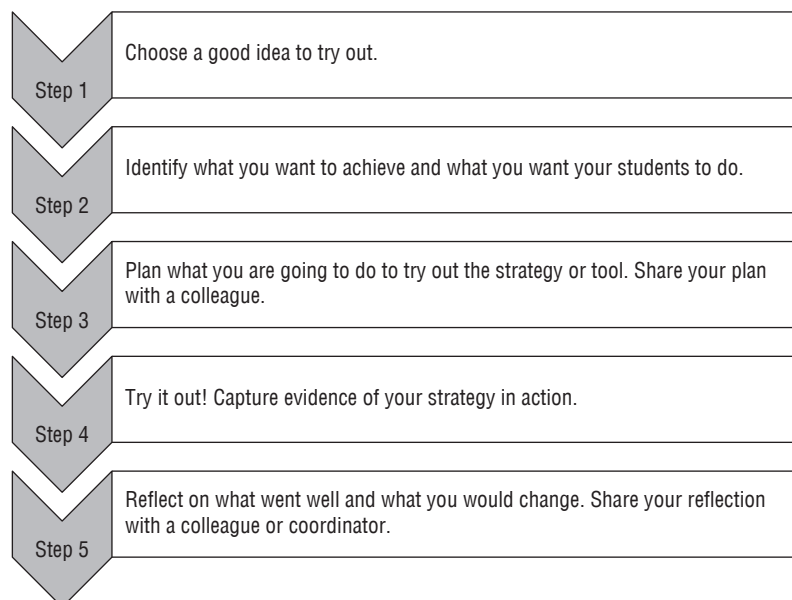 Step 1
Choose a good idea to try out.
Step 2
Identify what you want to achieve and what you want your students to do.
Step 3
Plan what you are going to do to try out the strategy or tool. Share your plan
with a colleague.
Step 4
Try it out! Capture evidence of your strategy in action.
Step 5
Reflect on what went well and what you would change. Share your reflection
with a colleague or coordinator.